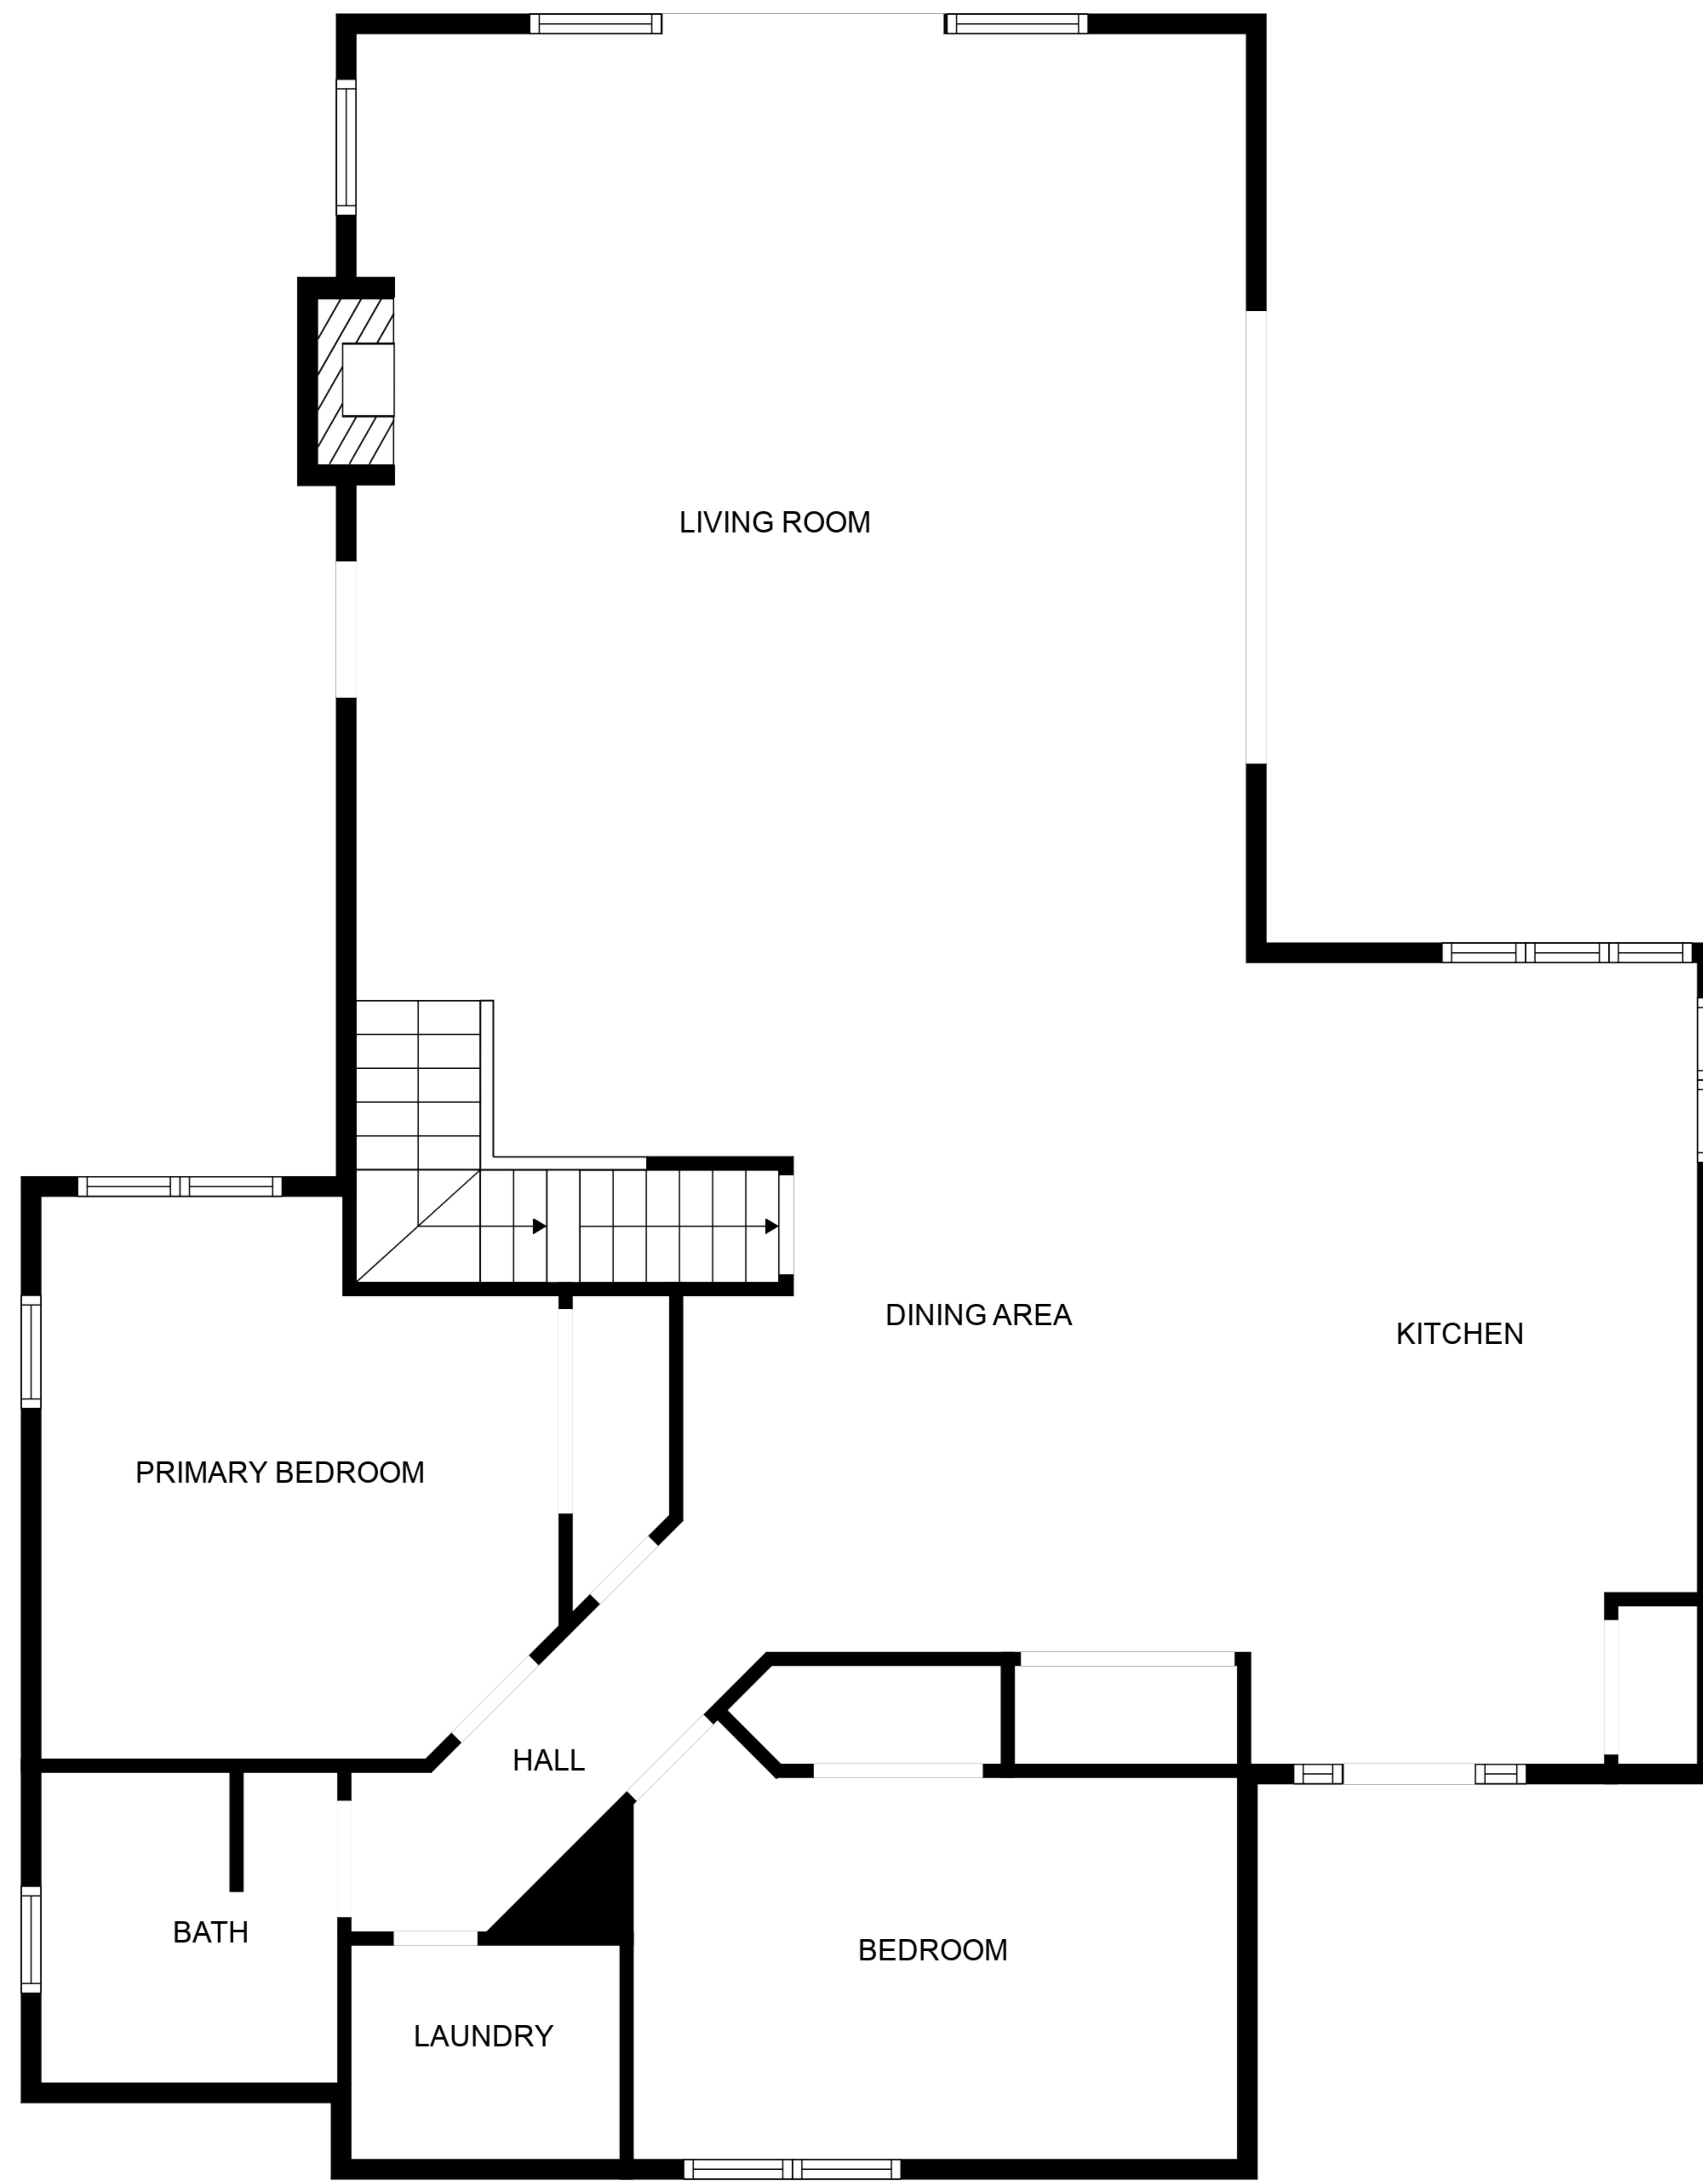 LIVING ROOM
DINING AREA
KITCHEN
PRIMARY BEDROOM
HALL
BATH
BEDROOM
LAUNDRY